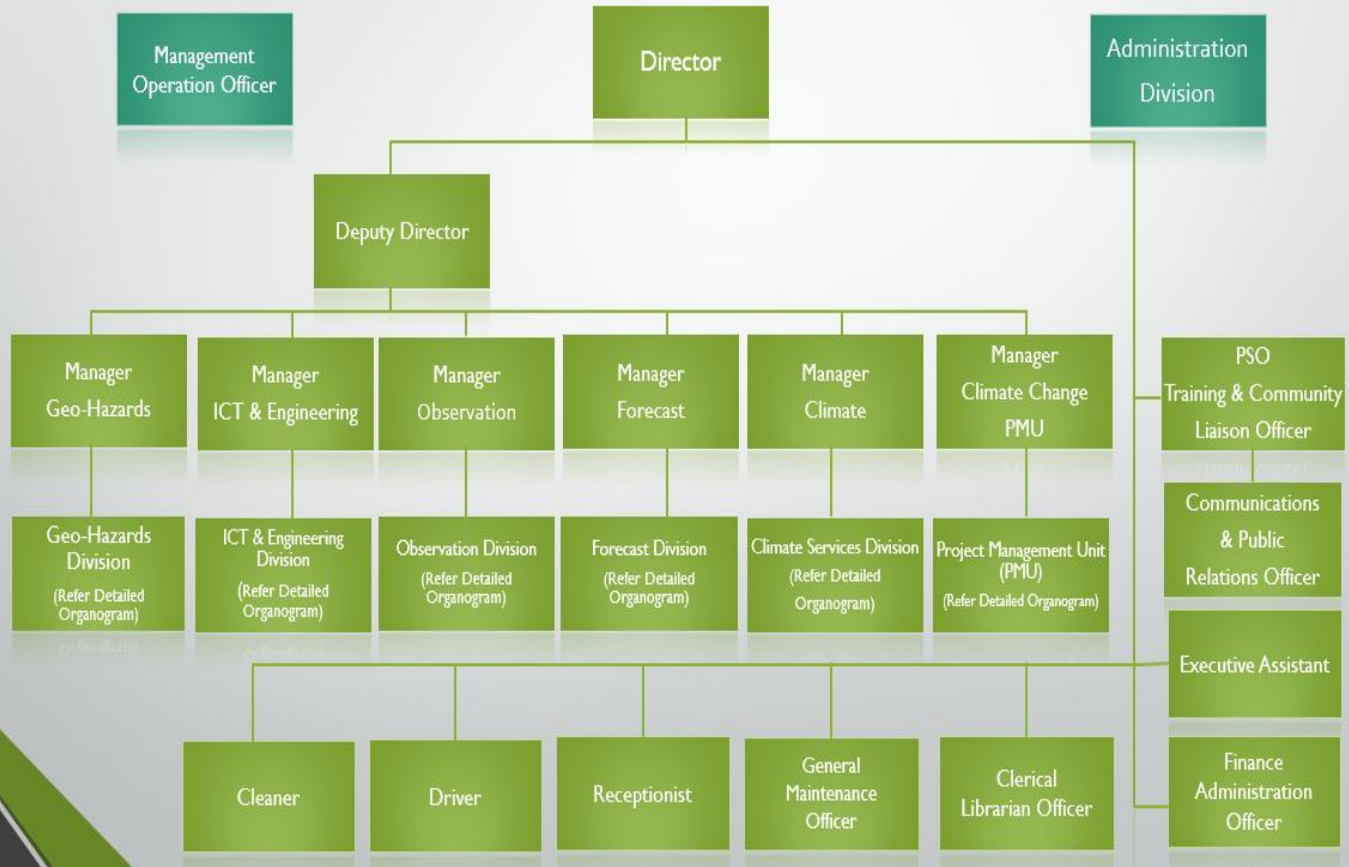 Management
Operation Officer
Director
Administration
Division
Deputy Director
Manager
Geo-Hazards
Manager
ICT & Engineering
Manager
Observation
Manager
Forecast
Manager
Climate
Manager
Climate Change
PMU
PSO
Training & Community
Liaison Officer
Geo-Hazards
Division
(Refer Detailed
Organogram)
ICT & Engineering
Division
(Refer Detailed
Organogram)
Observation Division
(Refer Detailed
Organogram)
Forecast Division
(Refer Detailed
Organogram)
Climate Services Division
(Refer Detailed
Organogram)
Project Management Unit
(PMU)
(Refer Detailed Organogram)
Communications
& Public
Relations Officer
Executive Assistant
Cleaner
Driver
Receptionist
General
Maintenance
Officer
Clerical
Librarian Officer
Finance
Administration
Officer